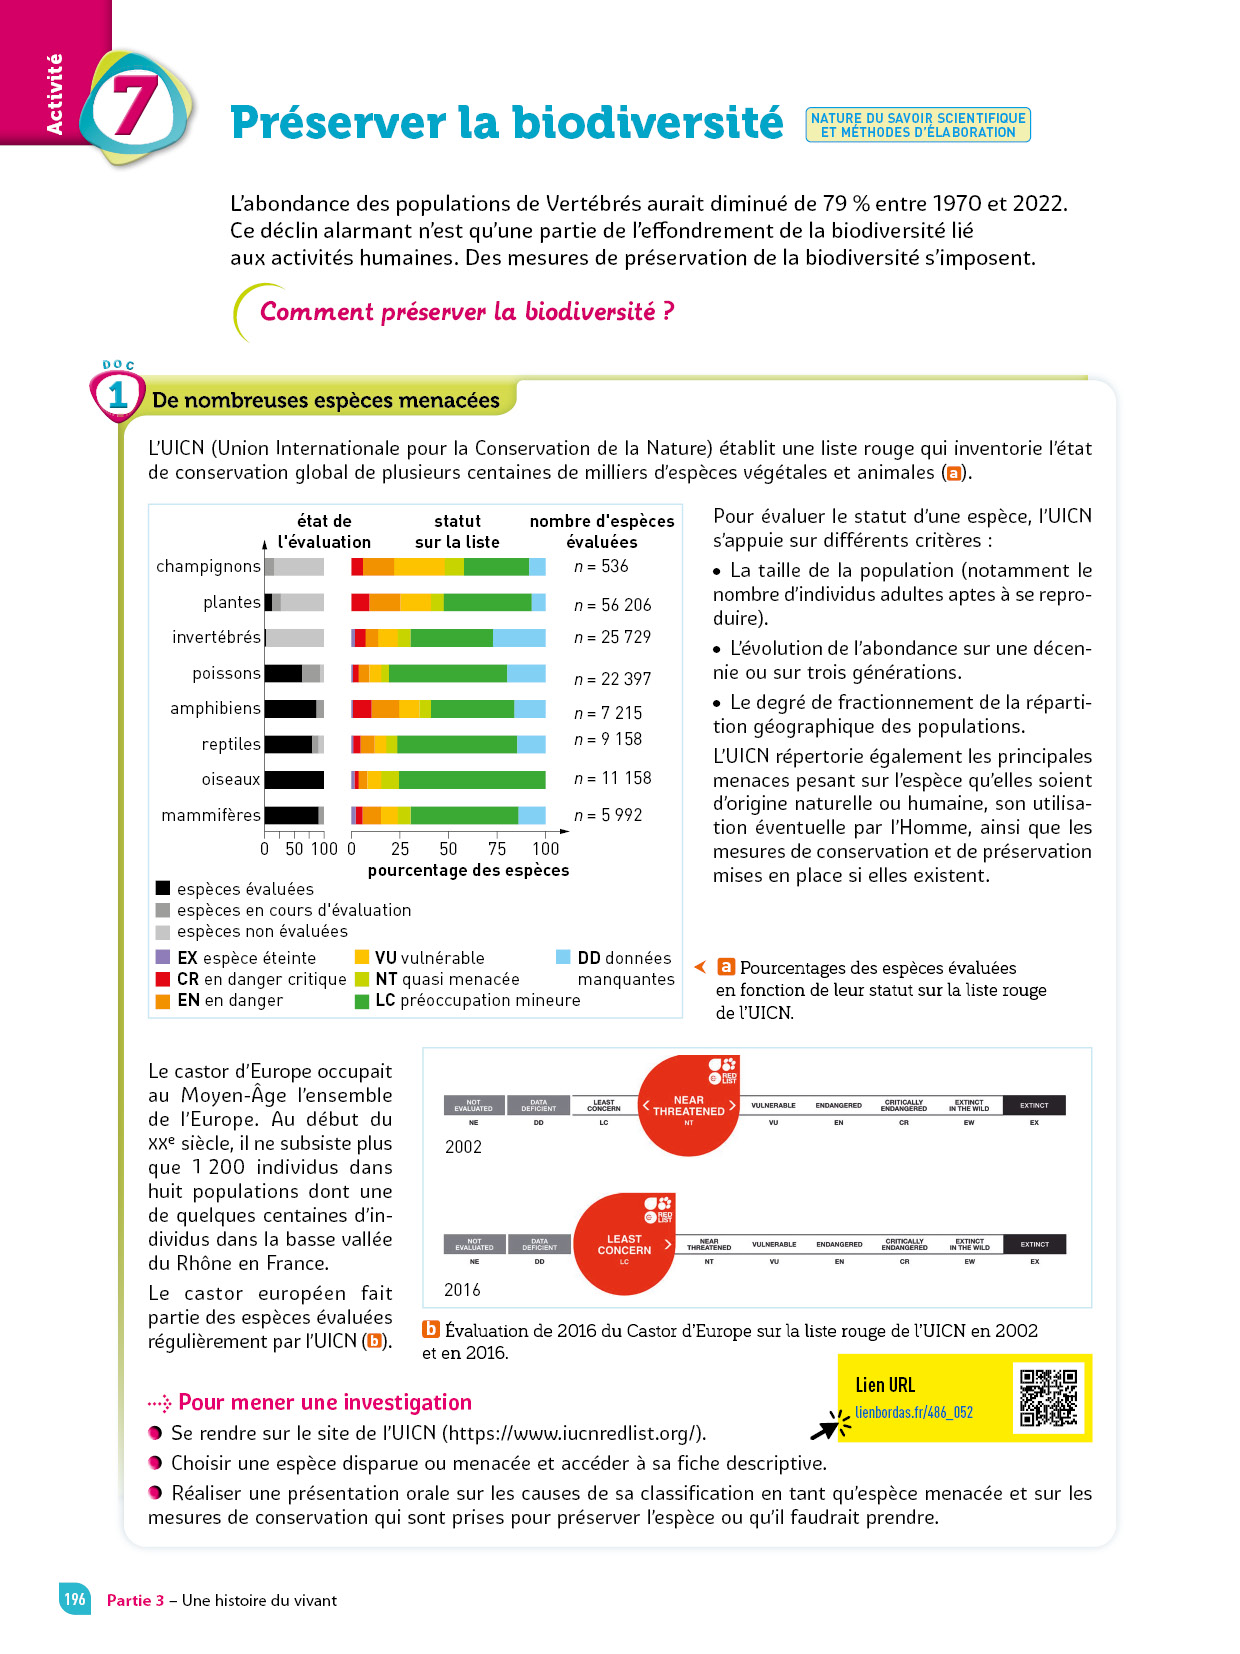 Activité
7
Préserver la biodiversité
NATURE DU SAVOIR SCIENTIFIQUE
ET MÉTHODES D'ÉLABORATION
L'abondance des populations de Vertébrés aurait diminué de 79 % entre 1970 et 2022.
Ce déclin alarmant n'est qu'une partie de l'effondrement de la biodiversité lié
aux activités humaines. Des mesures de préservation de la biodiversité s'imposent.
Comment préserver la biodiversité ?
DOC
1
De nombreuses espèces menacées
L'UICN (Union Internationale pour la Conservation de la Nature) établit une liste rouge qui inventorie l'état
de conservation global de plusieurs centaines de milliers d'espèces végétales et animales (a).
état de
l'évaluation
statut
sur la liste
nombre d'espèces
évaluées
champignons
n = 536
plantes
n = 56 206
invertébrés
n = 25 729
poissons
n = 22 397
amphibiens
n = 7 215
reptiles
n = 9 158
oiseaux
n = 11 158
mammifères
n = 5 992
0 50 100 0 25 50 75 100
pourcentage des espèces
espèces évaluées
espèces en cours d'évaluation
espèces non évaluées
EX espèce éteinte
CR en danger critique
EN en danger
VU vulnérable
NT quasi menacée
LC préoccupation mineure
DD données
manquantes
Pour évaluer le statut d'une espèce, l'UICN
s'appuie sur différents critères :
• La taille de la population (notamment le
nombre d'individus adultes aptes à se repro-
duire).
• L'évolution de l'abondance sur une décen-
nie ou sur trois générations.
• Le degré de fractionnement de la réparti-
tion géographique des populations.
L'UICN répertorie également les principales
menaces pesant sur l'espèce qu'elles soient
d'origine naturelle ou humaine, son utilisa-
tion éventuelle par l'Homme, ainsi que les
mesures de conservation et de préservation
mises en place si elles existent.
a Pourcentages des espèces évaluées
en fonction de leur statut sur la liste rouge
de l'UICN.
Le castor d'Europe occupait
au Moyen-Âge l'ensemble
de l'Europe. Au début du
XXe siècle, il ne subsiste plus
que 1 200 individus dans
huit populations dont une
de quelques centaines d'in-
dividus dans la basse vallée
du Rhône en France.
Le castor européen fait
partie des espèces évaluées
régulièrement par l'UICN (b).
RED
LIST
NOT
EVALUATED
DATA
DEFICIENT
LEAST
CONCERN
< NEAR
THREATENED >
VULNERABLE
ENDANGERED
CRITICALLY
ENDANGERED
EXTINCT
IN THE WILD
EXTINCT
NE DD LC NT VU EN CR EW EX
2002
RED
LIST
NOT
EVALUATED
DATA
DEFICIENT
LEAST
CONCERN >
NEAR
THREATENED
VULNERABLE
ENDANGERED
CRITICALLY
ENDANGERED
EXTINCT
IN THE WILD
EXTINCT
NE DD LC NT VU EN CR EW EX
2016
b Évaluation de 2016 du Castor d'Europe sur la liste rouge de l'UICN en 2002
et en 2016.
Lien URL
lienbordas.fr/486_052
Pour mener une investigation
Se rendre sur le site de l'UICN (https://www.iucnredlist.org/).
Choisir une espèce disparue ou menacée et accéder à sa fiche descriptive.
Réaliser une présentation orale sur les causes de sa classification en tant qu'espèce menacée et sur les
mesures de conservation qui sont prises pour préserver l'espèce ou qu'il faudrait prendre.
196 Partie 3 – Une histoire du vivant